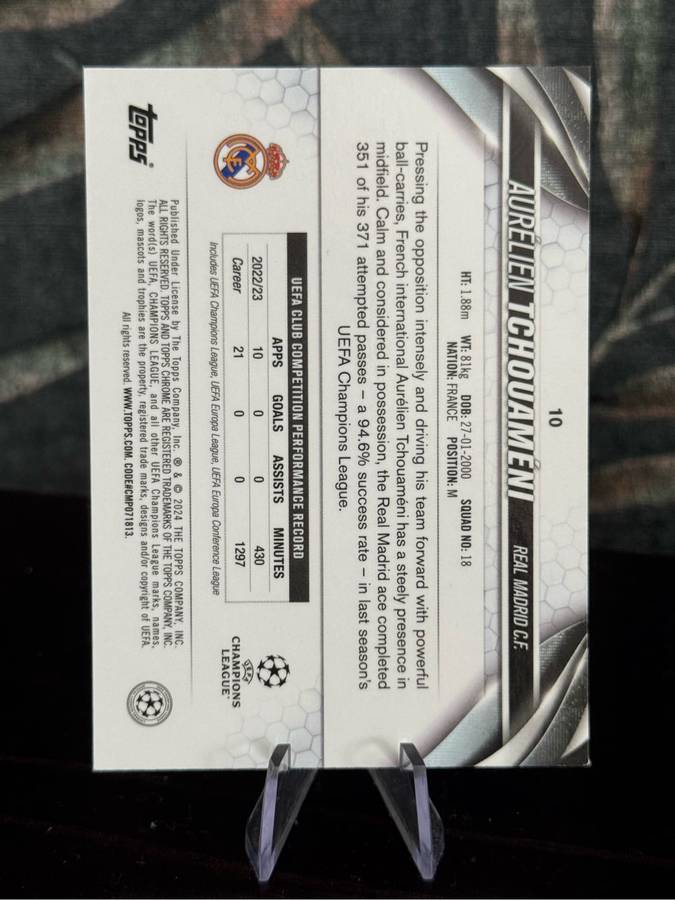 10
AURÉLIEN TCHOUAMÉNI REAL MADRID C.F.
HT: 1.88m WT: 81kg DOB: 27-01-2000 SQUAD NO: 18
NATION: FRANCE POSITION: M
Pressing the opposition intensely and driving his team forward with powerful
ball-carries, French international Aurélien Tchouaméni has a steely presence in
midfield. Calm and considered in possession, the Real Madrid ace completed
351 of his 371 attempted passes – a 94.6% success rate – in last season's
UEFA Champions League.
UEFA CLUB COMPETITION PERFORMANCE RECORD
APPS GOALS ASSISTS MINUTES
2022/23 10 0 0 430
Career 21 0 0 1297
Includes UEFA Champions League, UEFA Europa League, UEFA Europa Conference League
UEFA
CHAMPIONS
LEAGUE
topps®
Published Under License by The Topps Company, Inc. ® & © 2024 THE TOPPS COMPANY, INC.
ALL RIGHTS RESERVED. TOPPS AND TOPPS CHROME ARE REGISTERED TRADEMARKS OF THE TOPPS COMPANY, INC.
The word(s) UEFA, CHAMPIONS LEAGUE, and all other UEFA Champions League marks, names,
logos, mascots and trophies are the property, registered trade marks, designs and/or copyright of UEFA.
All rights reserved. WWW.TOPPS.COM. CODE#CMP071813.